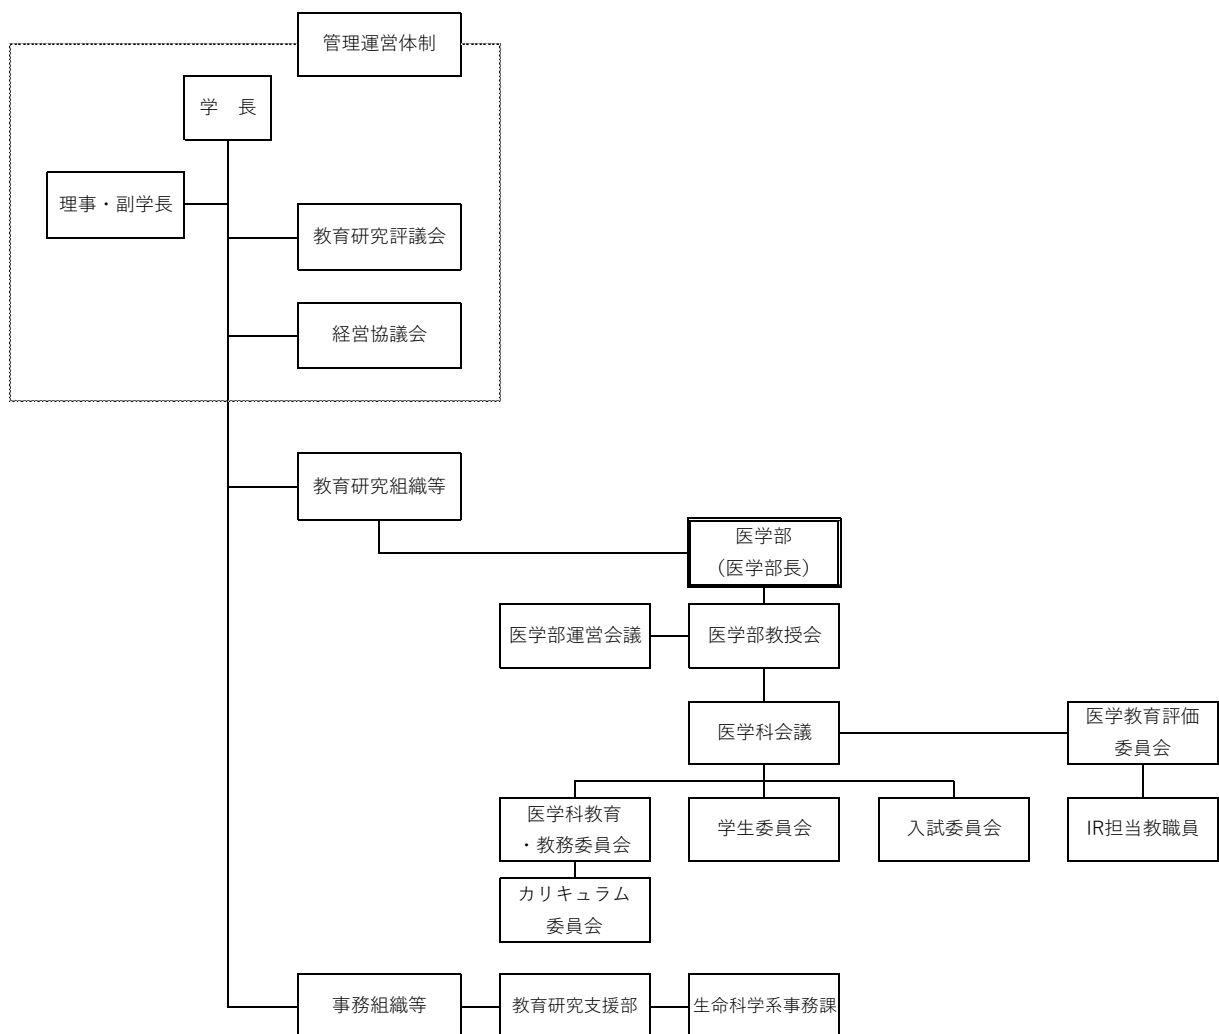 管理運営体制
学　長
理事・副学長
教育研究評議会
経営協議会
教育研究組織等
医学部
（医学部長）
医学部運営会議
医学部教授会
医学科会議
医学教育評価
委員会
医学科教育
・教務委員会
学生委員会
入試委員会
IR担当教職員
カリキュラム
委員会
事務組織等
教育研究支援部
生命科学系事務課